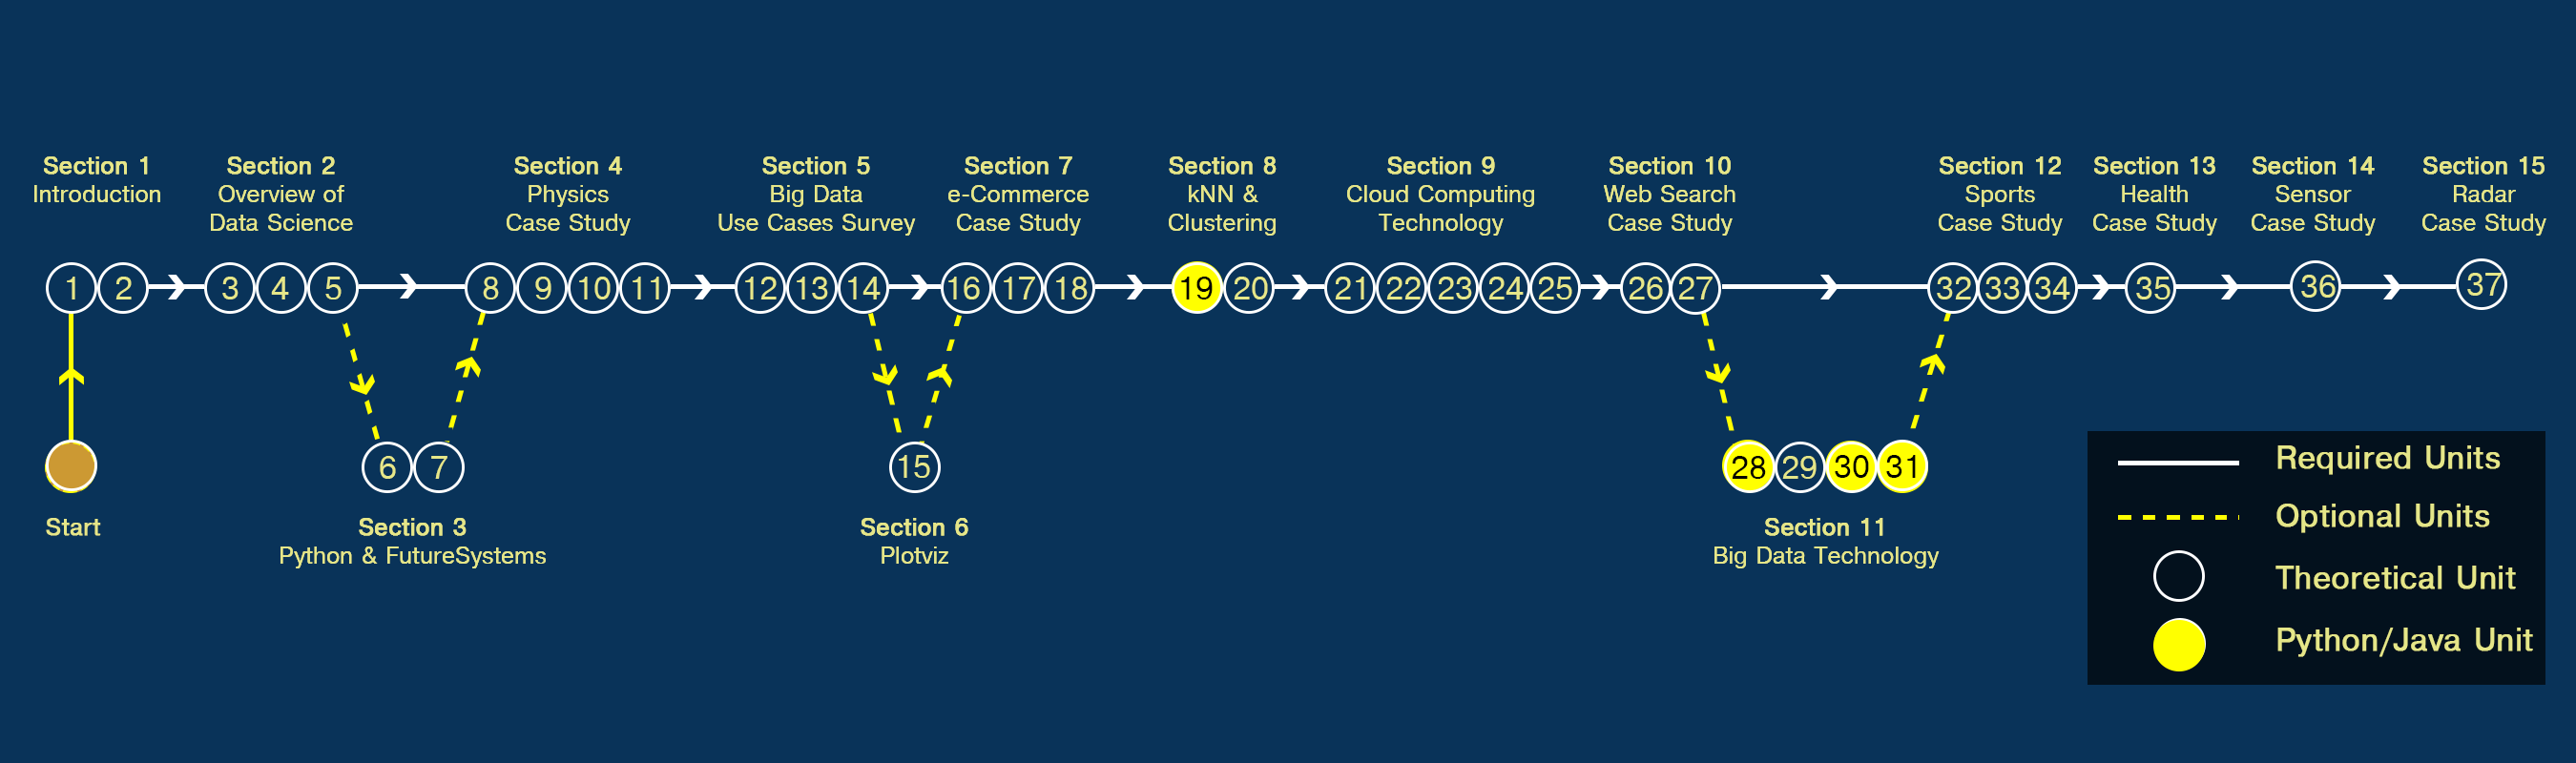 Section 1
Introduction
Section 2
Overview of
Data Science
Section 4
Physics
Case Study
Section 5
Big Data
Use Cases Survey
Section 7
e-Commerce
Case Study
Section 8
kNN &
Clustering
Section 9
Cloud Computing
Technology
Section 10
Web Search
Case Study
Section 12
Sports
Case Study
Section 13
Health
Case Study
Section 14
Sensor
Case Study
Section 15
Radar
Case Study
1 2 3 4 5 8 9 10 11 12 13 14 16 17 18 19 20 21 22 23 24 25 26 27 32 33 34 35 36 37
6 7 15 28 29 30 31
Start
Section 3
Python & FutureSystems
Section 6
Plotviz
Section 11
Big Data Technology
Required Units
Optional Units
Theoretical Unit
Python/Java Unit